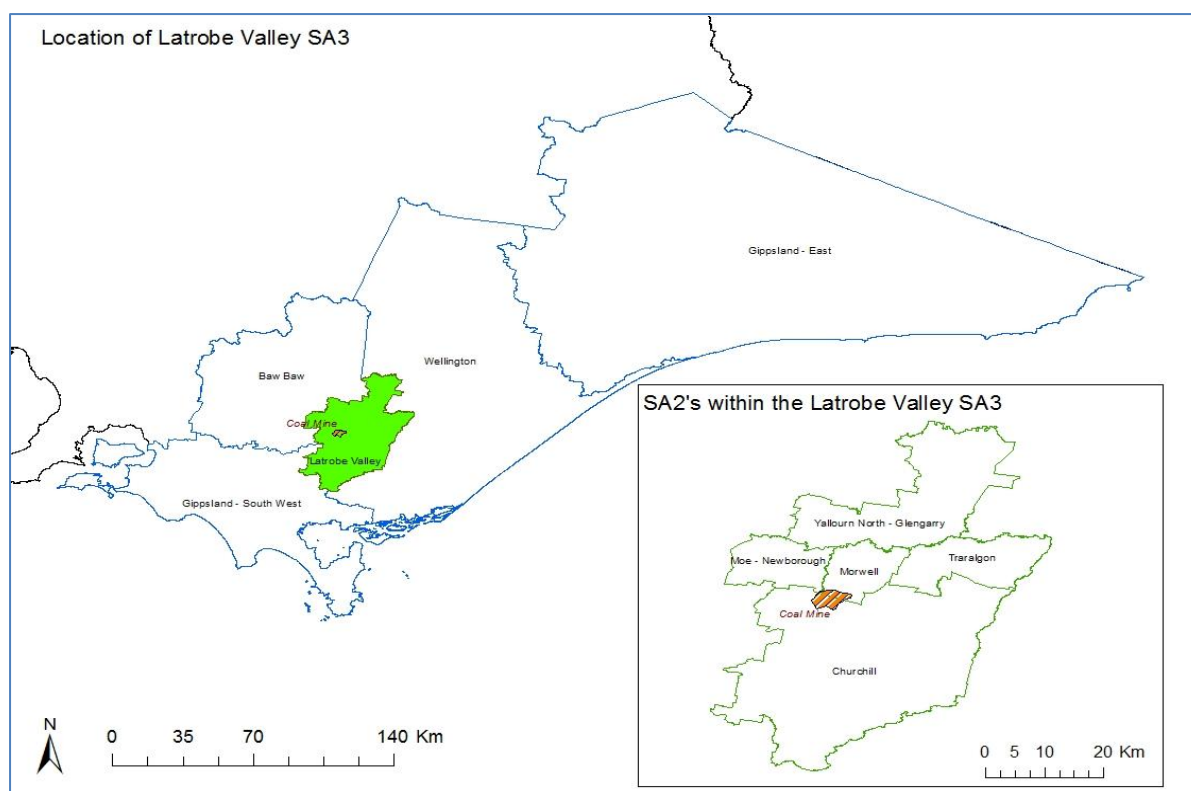 Location of Latrobe Valley SA3
Gippsland - East
Wellington
Baw Baw
Coal Mine
Latrobe Valley
Gippsland - South West
N
0 35 70 140 Km
SA2's within the Latrobe Valley SA3
Yallourn North - Glengarry
Moe - Newborough
Morwell
Traralgon
Coal Mine
Churchill
0 5 10 20 Km